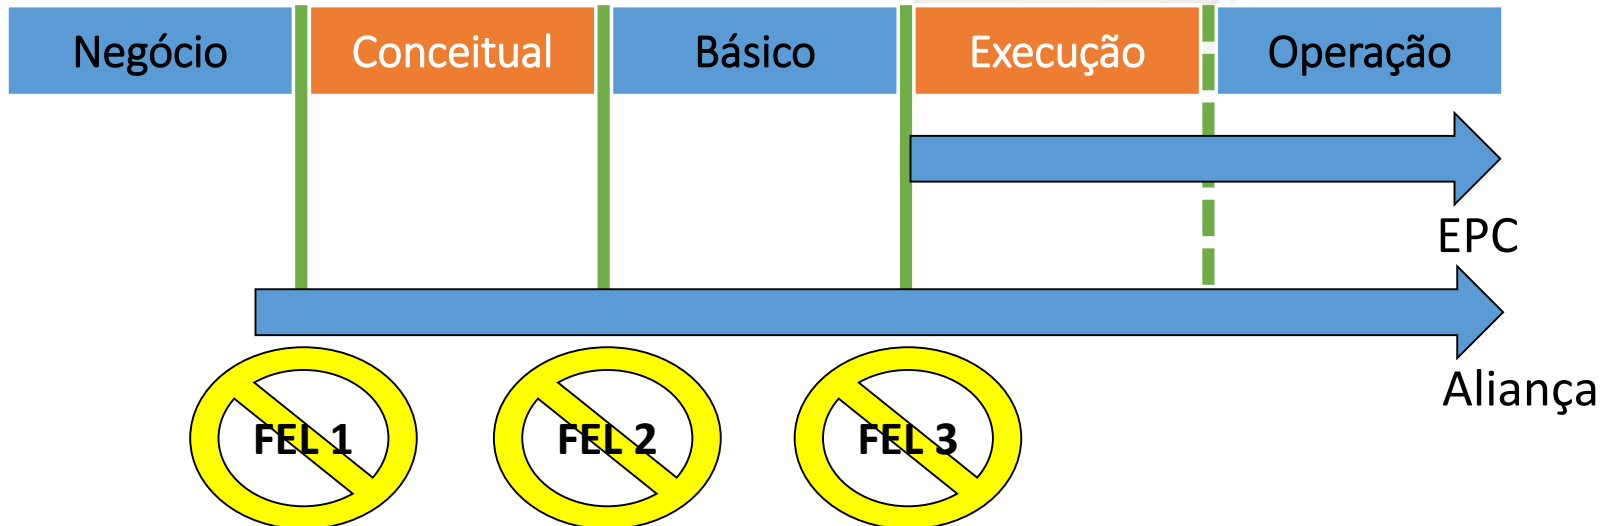 Negócio Conceitual Básico Execução Operação
EPC
Aliança
FEL 1 FEL 2 FEL 3